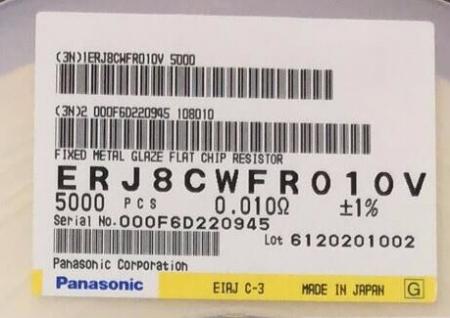 (3N)1ERJ8CWFR010V 5000
(3N)2 000F6D220945 108010
FIXED METAL GLAZE FLAT CHIP RESISTOR
ERJ8CWFR010V
5000 PCS 0.010Ω ±1%
Serial No.000F6D220945
Lot 6120201002
Panasonic Corporation
Panasonic EIAJ C-3 MADE IN JAPAN G